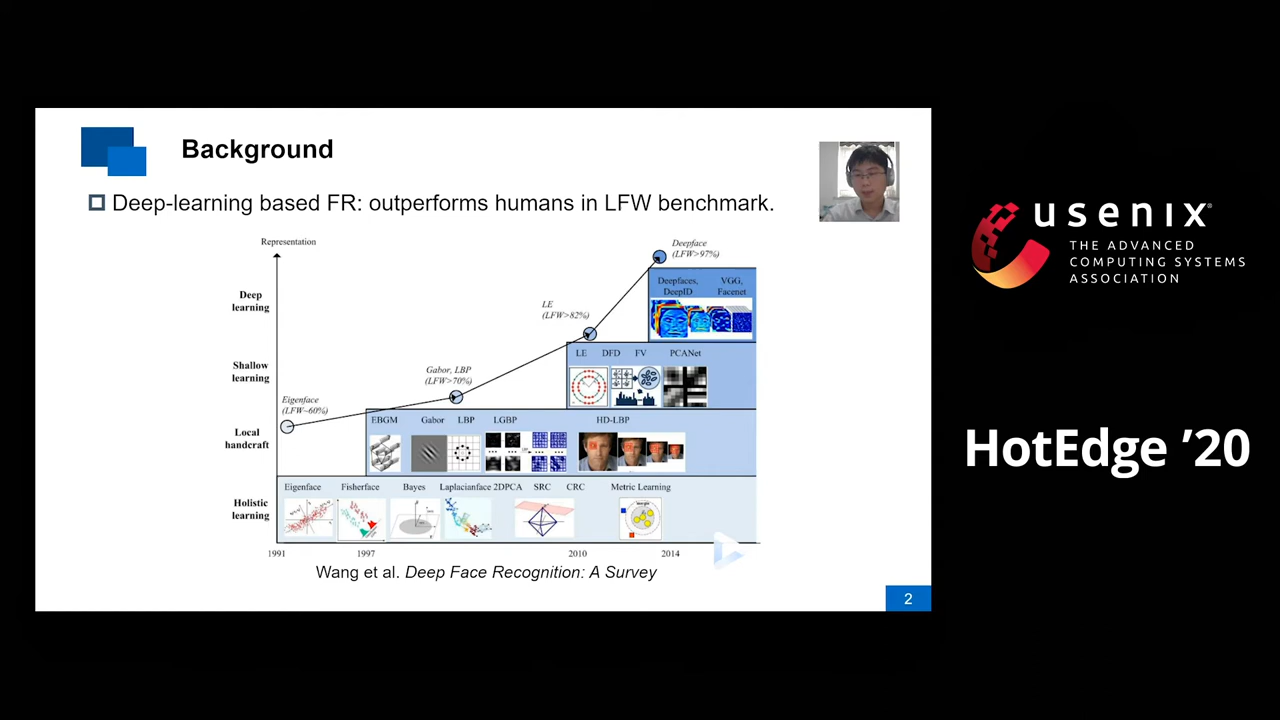 Background
Deep-learning based FR: outperforms humans in LFW benchmark.
Representation
Deepface
(LFW>97%)
Deep
learning
Deepfaces,
DeepID
VGG,
Facenet
LE
(LFW>82%)
Shallow
learning
LE DFD FV PCANet
Gabor, LBP
(LFW>70%)
Eigenface
(LFW~60%)
Local
handcraft
EBGM Gabor LBP LGBP HD-LBP
Holistic
learning
Eigenface Fisherface Bayes Laplacianface 2DPCA SRC CRC Metric Learning
1991 1997 2010 2014
Wang et al. Deep Face Recognition: A Survey
2
usenix®
THE ADVANCED
COMPUTING SYSTEMS
ASSOCIATION
HotEdge ’20